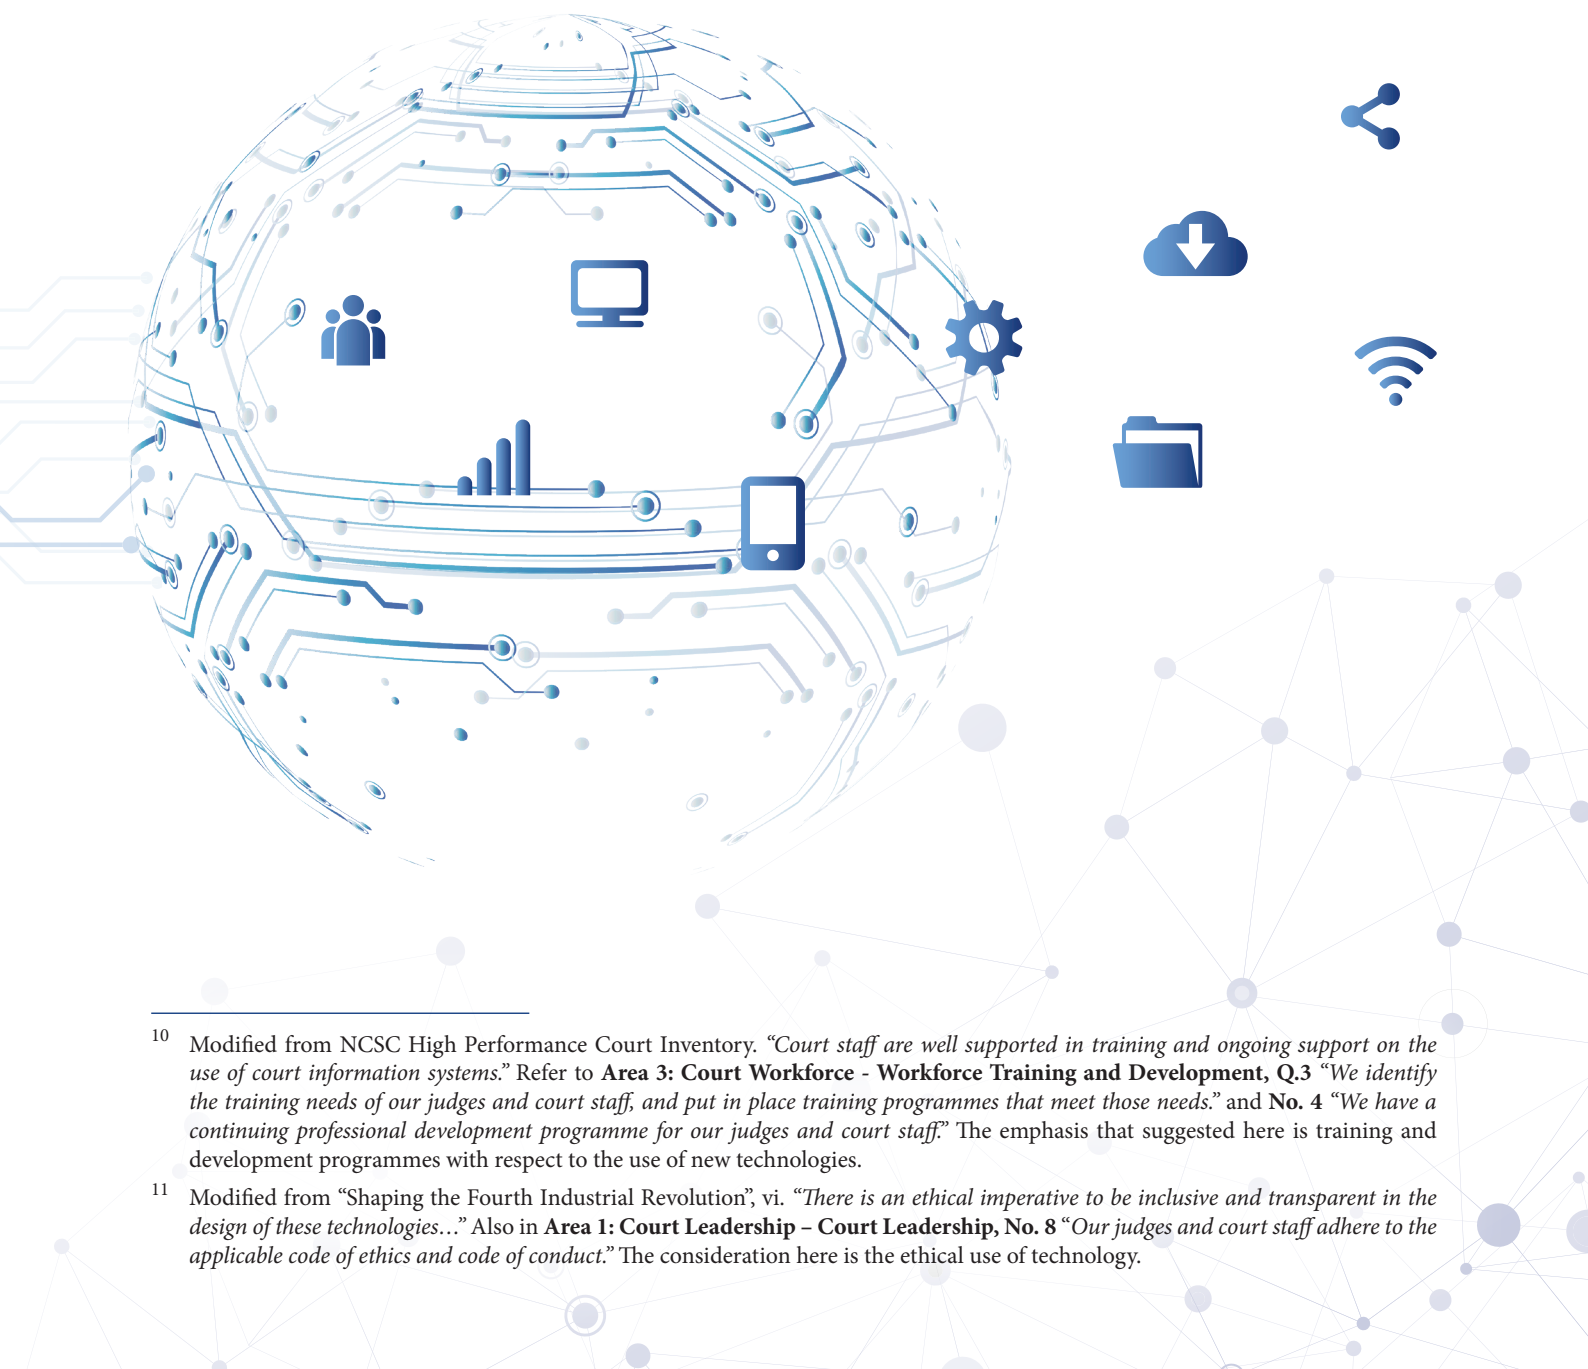 10 Modified from NCSC High Performance Court Inventory. “Court staff are well supported in training and ongoing support on the
use of court information systems.” Refer to Area 3: Court Workforce - Workforce Training and Development, Q.3 “We identify
the training needs of our judges and court staff, and put in place training programmes that meet those needs.” and No. 4 “We have a
continuing professional development programme for our judges and court staff.” The emphasis that suggested here is training and
development programmes with respect to the use of new technologies.
11 Modified from “Shaping the Fourth Industrial Revolution”, vi. “There is an ethical imperative to be inclusive and transparent in the
design of these technologies…” Also in Area 1: Court Leadership – Court Leadership, No. 8 “Our judges and court staff adhere to the
applicable code of ethics and code of conduct.” The consideration here is the ethical use of technology.